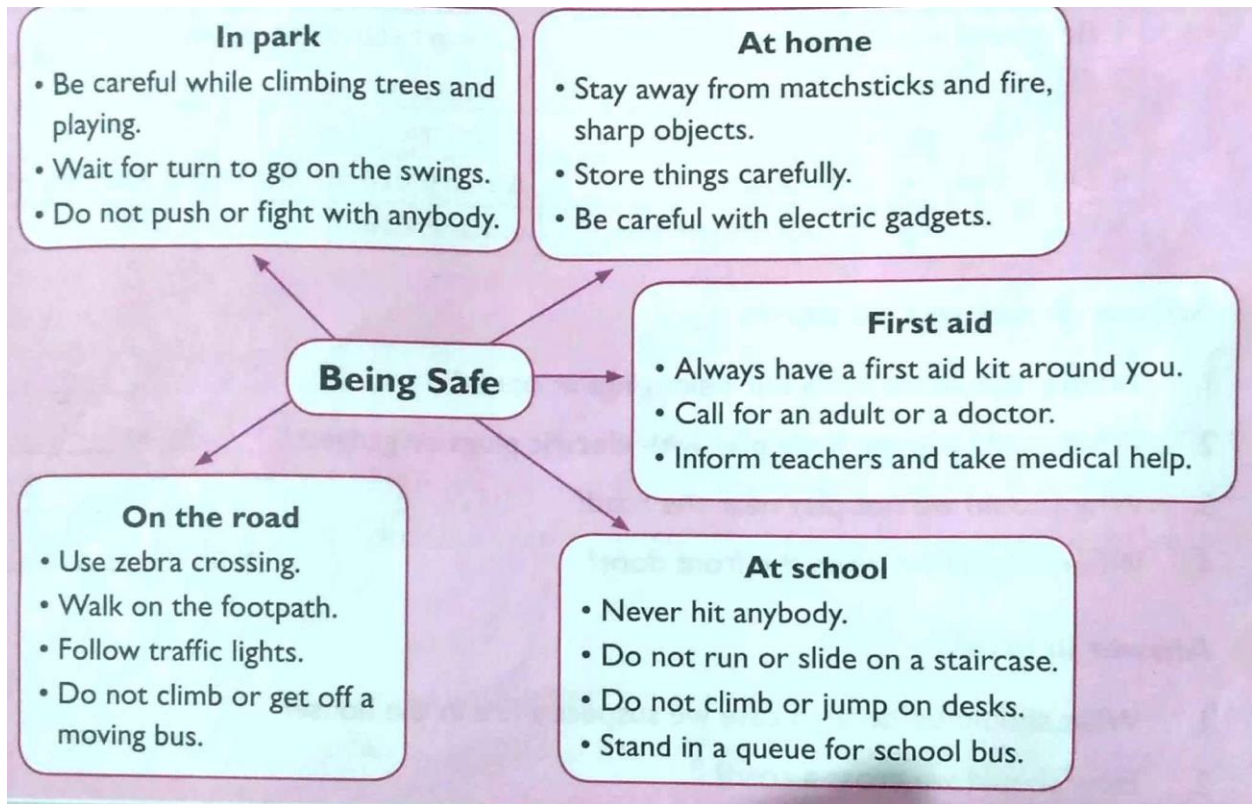 In park
• Be careful while climbing trees and
playing.
• Wait for turn to go on the swings.
• Do not push or fight with anybody.
At home
• Stay away from matchsticks and fire,
sharp objects.
• Store things carefully.
• Be careful with electric gadgets.
First aid
• Always have a first aid kit around you.
• Call for an adult or a doctor.
• Inform teachers and take medical help.
Being Safe
On the road
• Use zebra crossing.
• Walk on the footpath.
• Follow traffic lights.
• Do not climb or get off a
moving bus.
At school
• Never hit anybody.
• Do not run or slide on a staircase.
• Do not climb or jump on desks.
• Stand in a queue for school bus.